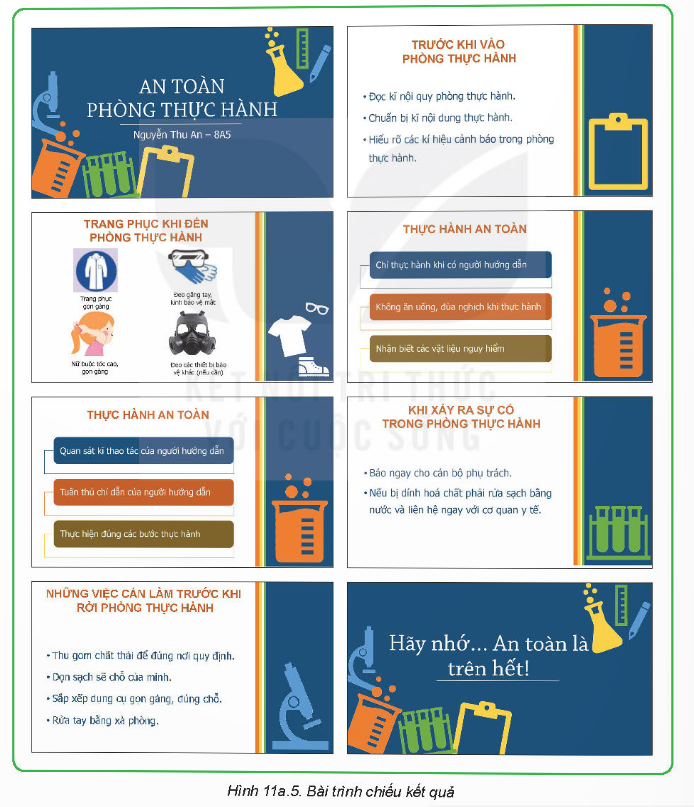 AN TOÀN
PHÒNG THỰC HÀNH
Nguyễn Thu An – 8A5
TRƯỚC KHI VÀO
PHÒNG THỰC HÀNH
• Đọc kĩ nội quy phòng thực hành.
• Chuẩn bị kĩ nội dung thực hành.
• Hiểu rõ các kí hiệu cảnh báo trong phòng
thực hành.
TRANG PHỤC KHI ĐẾN
PHÒNG THỰC HÀNH
Trang phục
gọn gàng
Đeo găng tay,
kính bảo vệ mắt
Nữ buộc tóc cao,
gọn gàng
Đeo các thiết bị bảo
vệ khác (nếu cần)
THỰC HÀNH AN TOÀN
Chỉ thực hành khi có người hướng dẫn
Không ăn uống, đùa nghịch khi thực hành
Nhận biết các vật liệu nguy hiểm
THỰC HÀNH AN TOÀN
Quan sát kĩ thao tác của người hướng dẫn
Tuân thủ chỉ dẫn của người hướng dẫn
Thực hiện đúng các bước thực hành
KHI XẢY RA SỰ CỐ
TRONG PHÒNG THỰC HÀNH
• Báo ngay cho cán bộ phụ trách.
• Nếu bị dính hoá chất phải rửa sạch bằng
nước và liên hệ ngay với cơ quan y tế.
NHỮNG VIỆC CẦN LÀM TRƯỚC KHI
RỜI PHÒNG THỰC HÀNH
• Thu gom chất thải để đúng nơi quy định.
• Dọn sạch sẽ chỗ của mình.
• Sắp xếp dụng cụ gọn gàng, đúng chỗ.
• Rửa tay bằng xà phòng.
Hãy nhớ... An toàn là
trên hết!
KẾT NỐI TRI THỨC
VỚI CUỘC SỐNG
Hình 11a.5. Bài trình chiếu kết quả